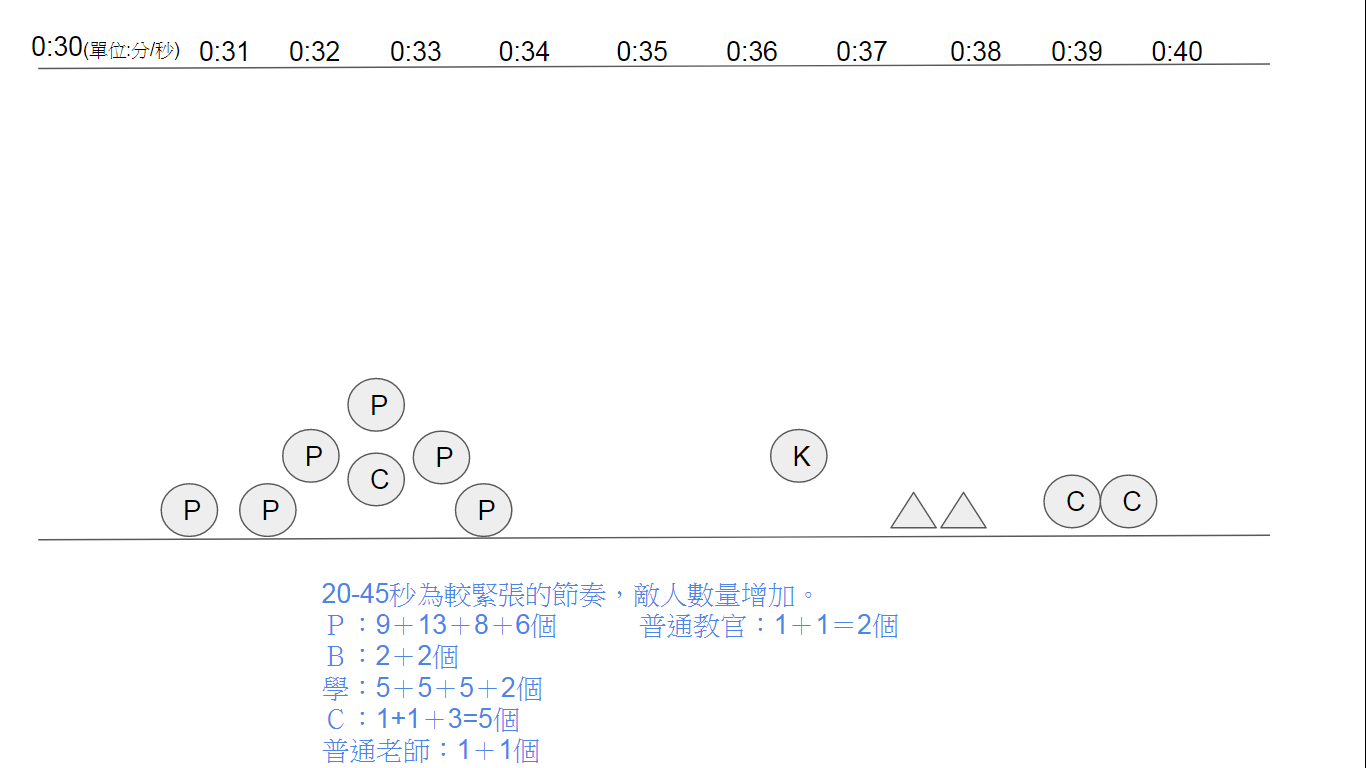 0:30(單位:分/秒) 0:31 0:32 0:33 0:34 0:35 0:36 0:37 0:38 0:39 0:40
P
P P K
C
P P P C C
20-45秒為較緊張的節奏，敵人數量增加。
Ｐ：9＋13＋8＋6個 普通教官：1＋1＝2個
Ｂ：2＋2個
學：5＋5＋5＋2個
Ｃ：1+1＋3=5個
普通老師：1＋1個